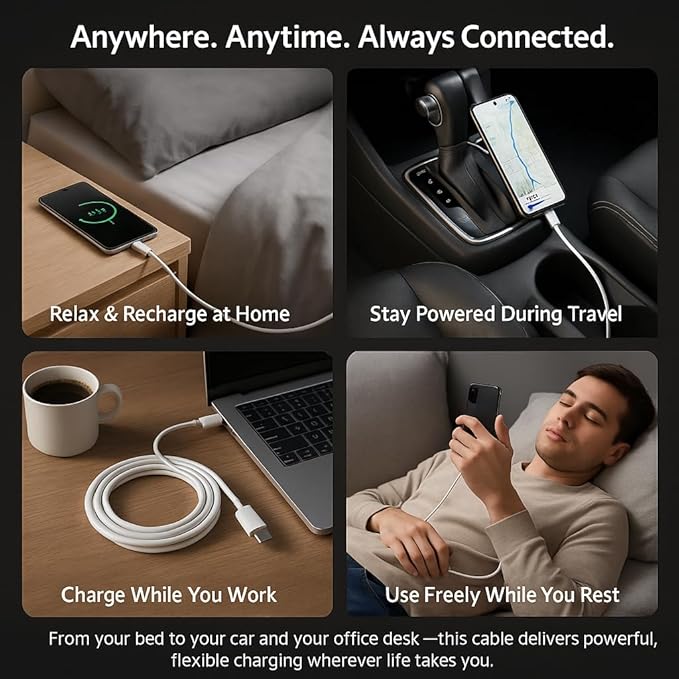 Anywhere. Anytime. Always Connected.
Relax & Recharge at Home
Stay Powered During Travel
Charge While You Work
Use Freely While You Rest
From your bed to your car and your office desk—this cable delivers powerful,
flexible charging wherever life takes you.